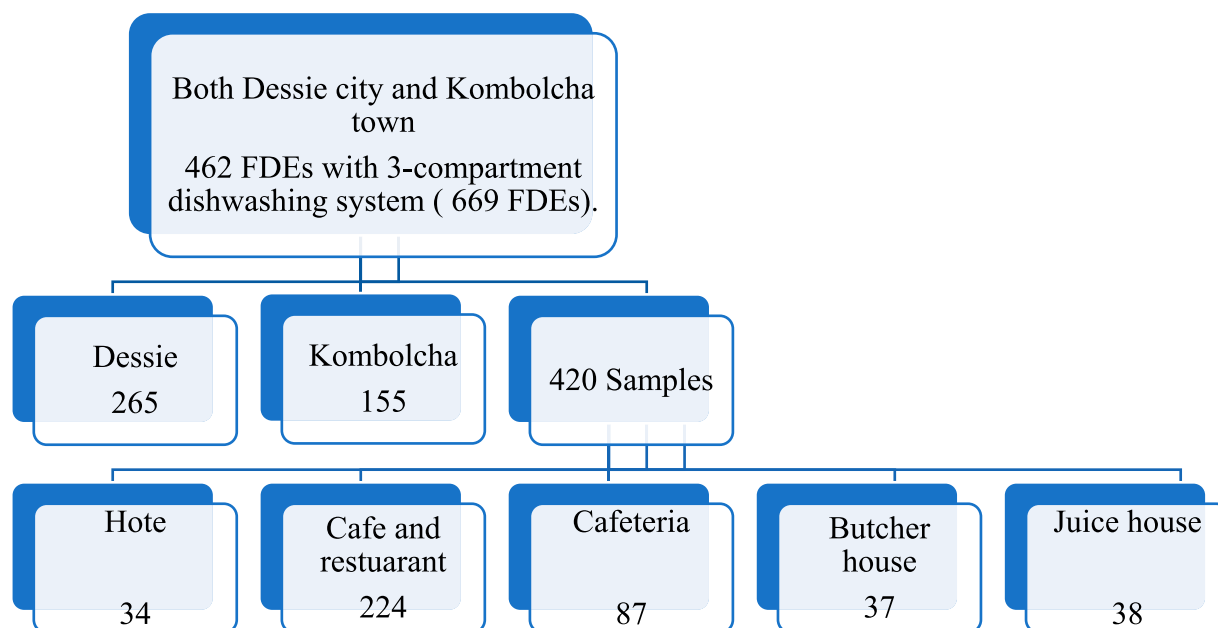 Both Dessie city and Kombolcha
town
462 FDEs with 3-compartment
dishwashing system ( 669 FDEs).
Dessie
265
Kombolcha
155
420 Samples
Hote
34
Cafe and
restuarant
224
Cafeteria
87
Butcher
house
37
Juice house
38